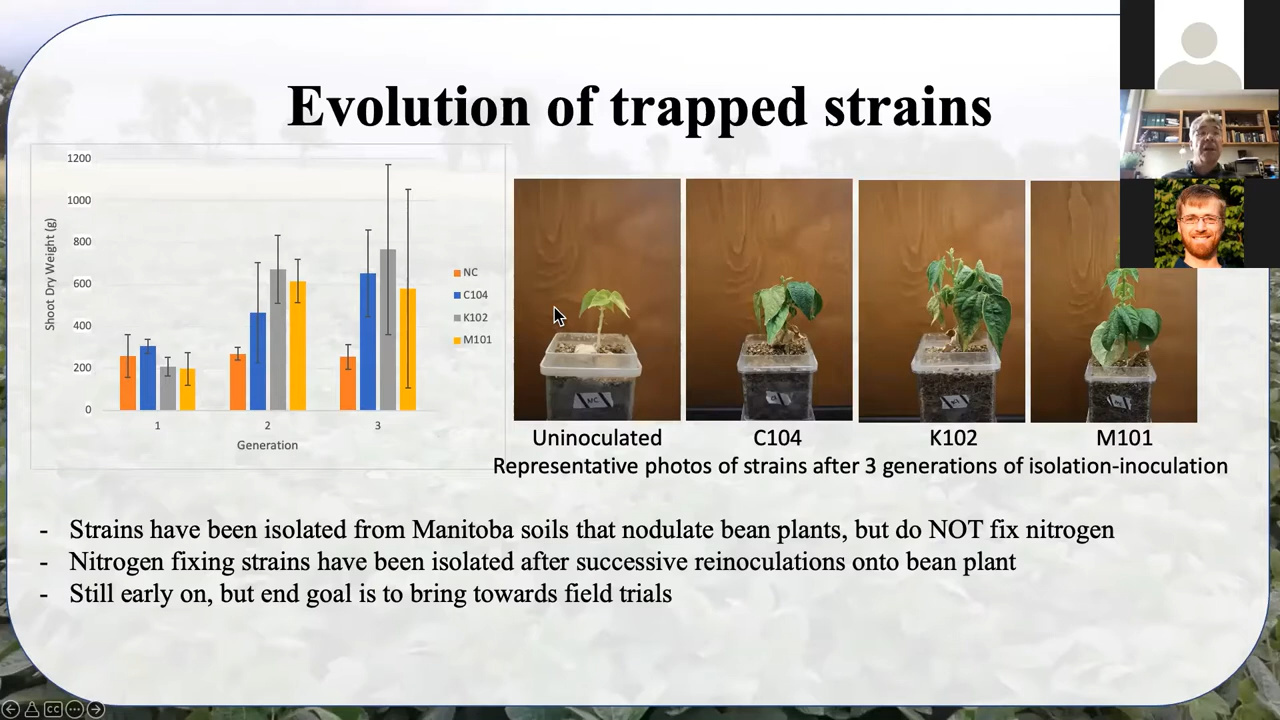 Evolution of trapped strains
1200
1000
800
600
400
200
0
Shoot Dry Weight (g)
1
2
3
Generation
NC
C104
K102
M101
NC
Uninoculated
C104
K102
M101
Representative photos of strains after 3 generations of isolation-inoculation
- Strains have been isolated from Manitoba soils that nodulate bean plants, but do NOT fix nitrogen
- Nitrogen fixing strains have been isolated after successive reinoculations onto bean plant
- Still early on, but end goal is to bring towards field trials
CC